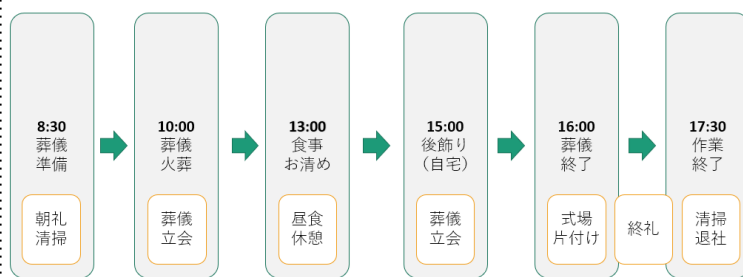 8:30
葬儀
準備
朝礼
清掃
10:00
葬儀
火葬
葬儀
立会
13:00
食事
お清め
昼食
休憩
15:00
後飾り
（自宅）
葬儀
立会
16:00
葬儀
終了
式場
片付け
終礼
17:30
作業
終了
清掃
退社